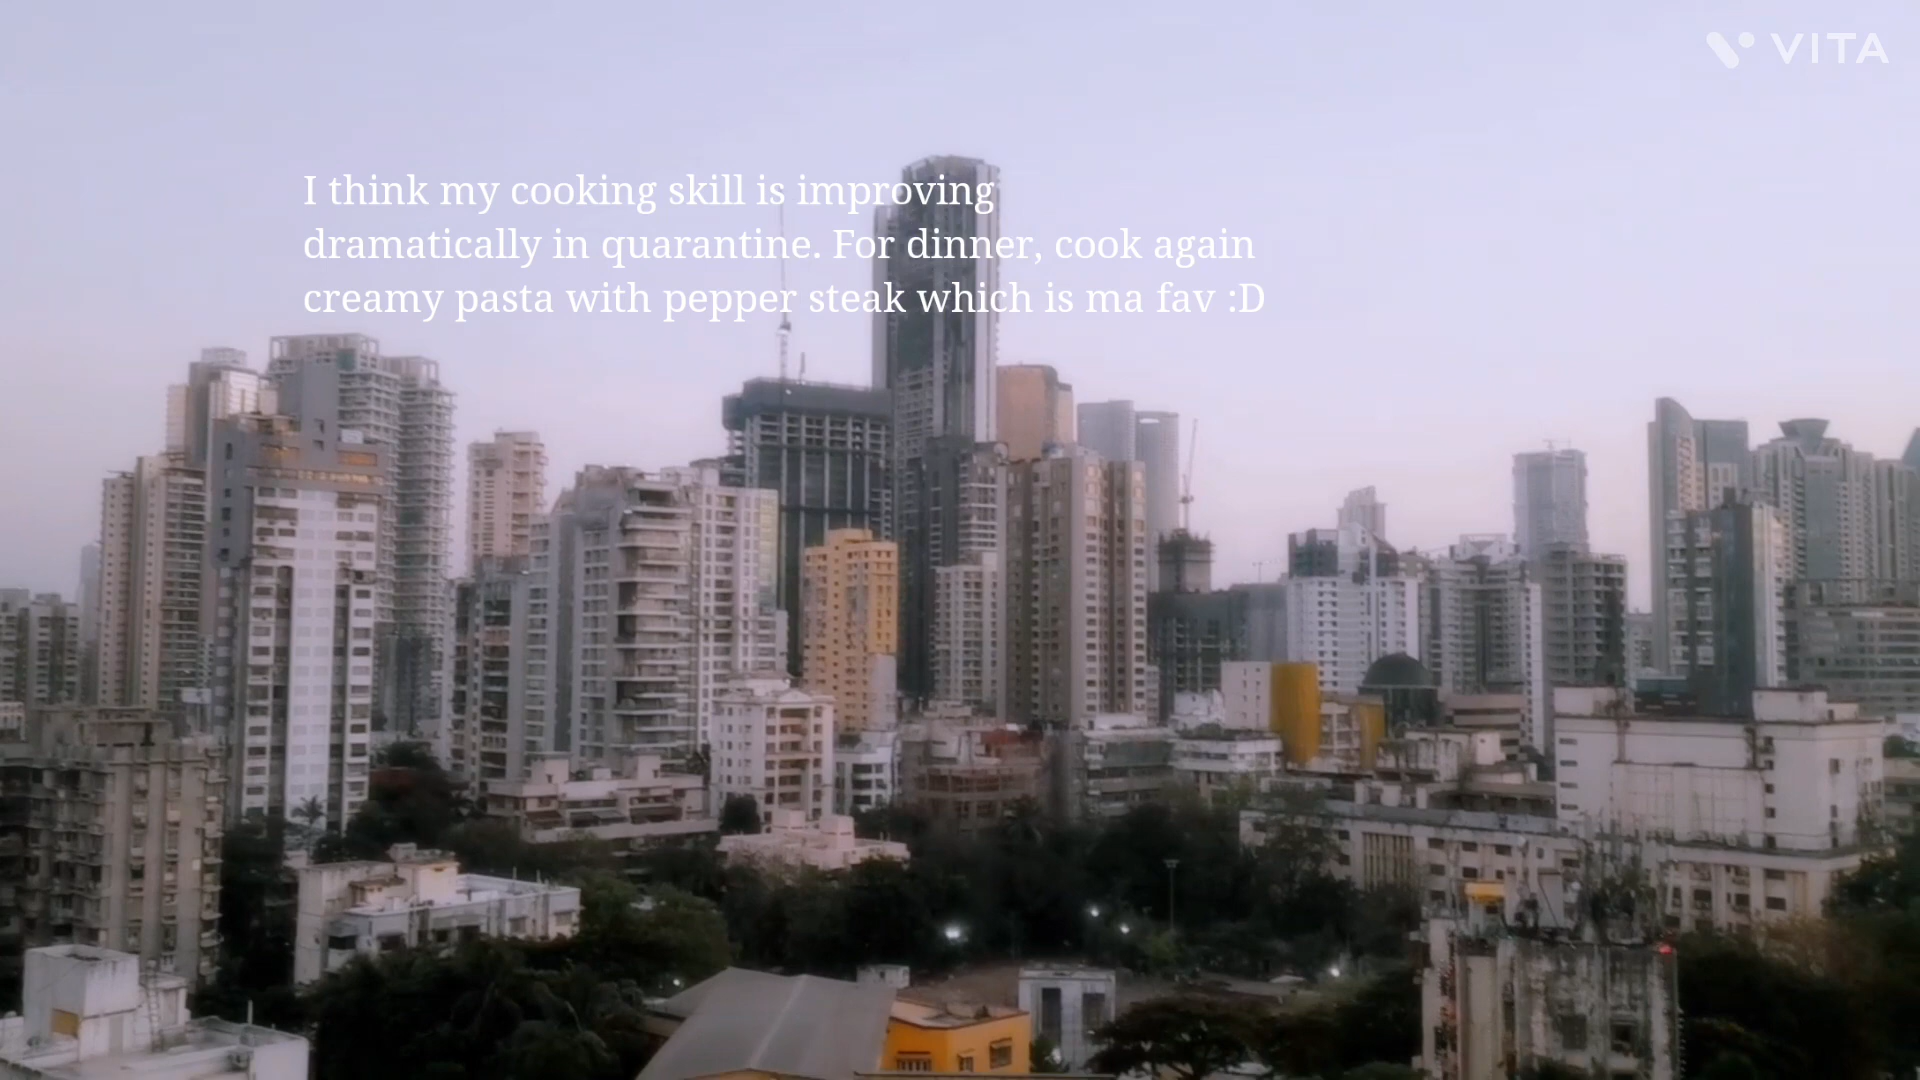 VITA
I think my cooking skill is improving
dramatically in quarantine. For dinner, cook again
creamy pasta with pepper steak which is ma fav :D